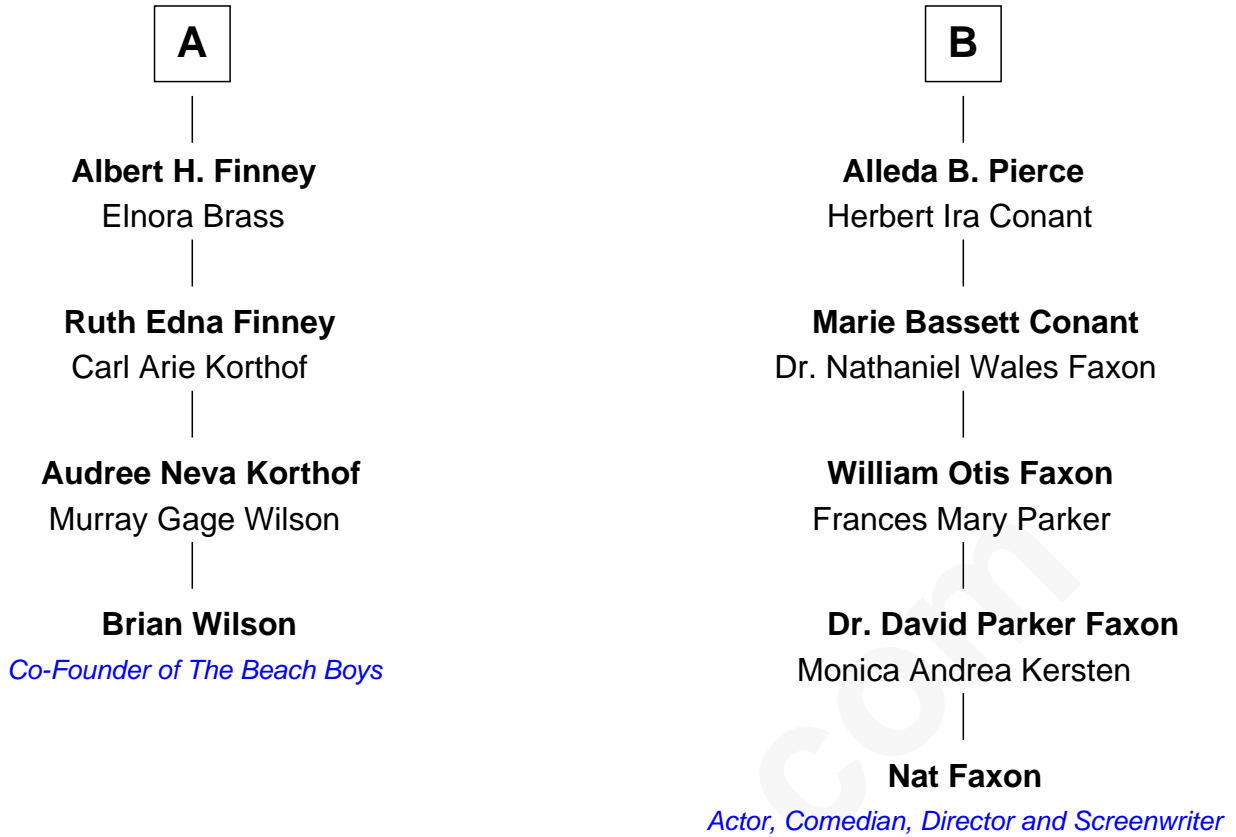 A
Albert H. Finney
Elnora Brass
Ruth Edna Finney
Carl Arie Korthof
Audree Neva Korthof
Murray Gage Wilson
Brian Wilson
Co-Founder of The Beach Boys
B
Alleda B. Pierce
Herbert Ira Conant
Marie Bassett Conant
Dr. Nathaniel Wales Faxon
William Otis Faxon
Frances Mary Parker
Dr. David Parker Faxon
Monica Andrea Kersten
Nat Faxon
Actor, Comedian, Director and Screenwriter
com